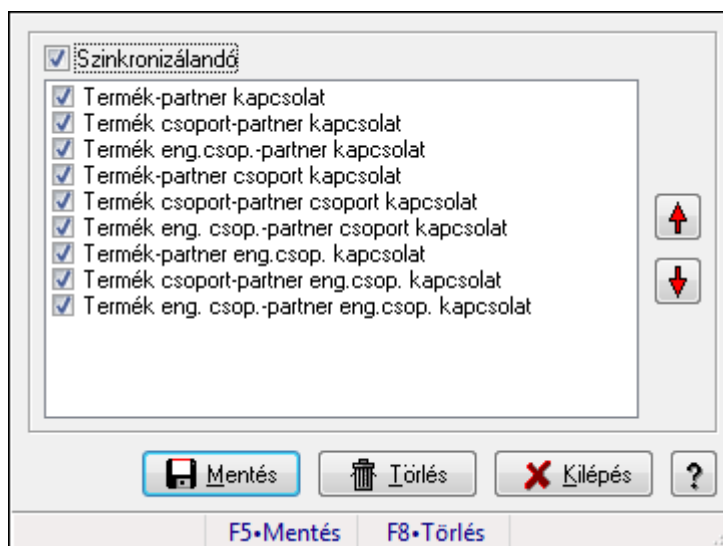 Szinkronizálandó
Termék-partner kapcsolat
Termék csoport-partner kapcsolat
Termék eng.csop.-partner kapcsolat
Termék-partner csoport kapcsolat
Termék csoport-partner csoport kapcsolat
Termék eng. csop.-partner csoport kapcsolat
Termék-partner eng.csop. kapcsolat
Termék csoport-partner eng.csop. kapcsolat
Termék eng. csop.-partner eng.csop. kapcsolat
Mentés Törlés Kilépés ?
F5•Mentés F8•Törlés